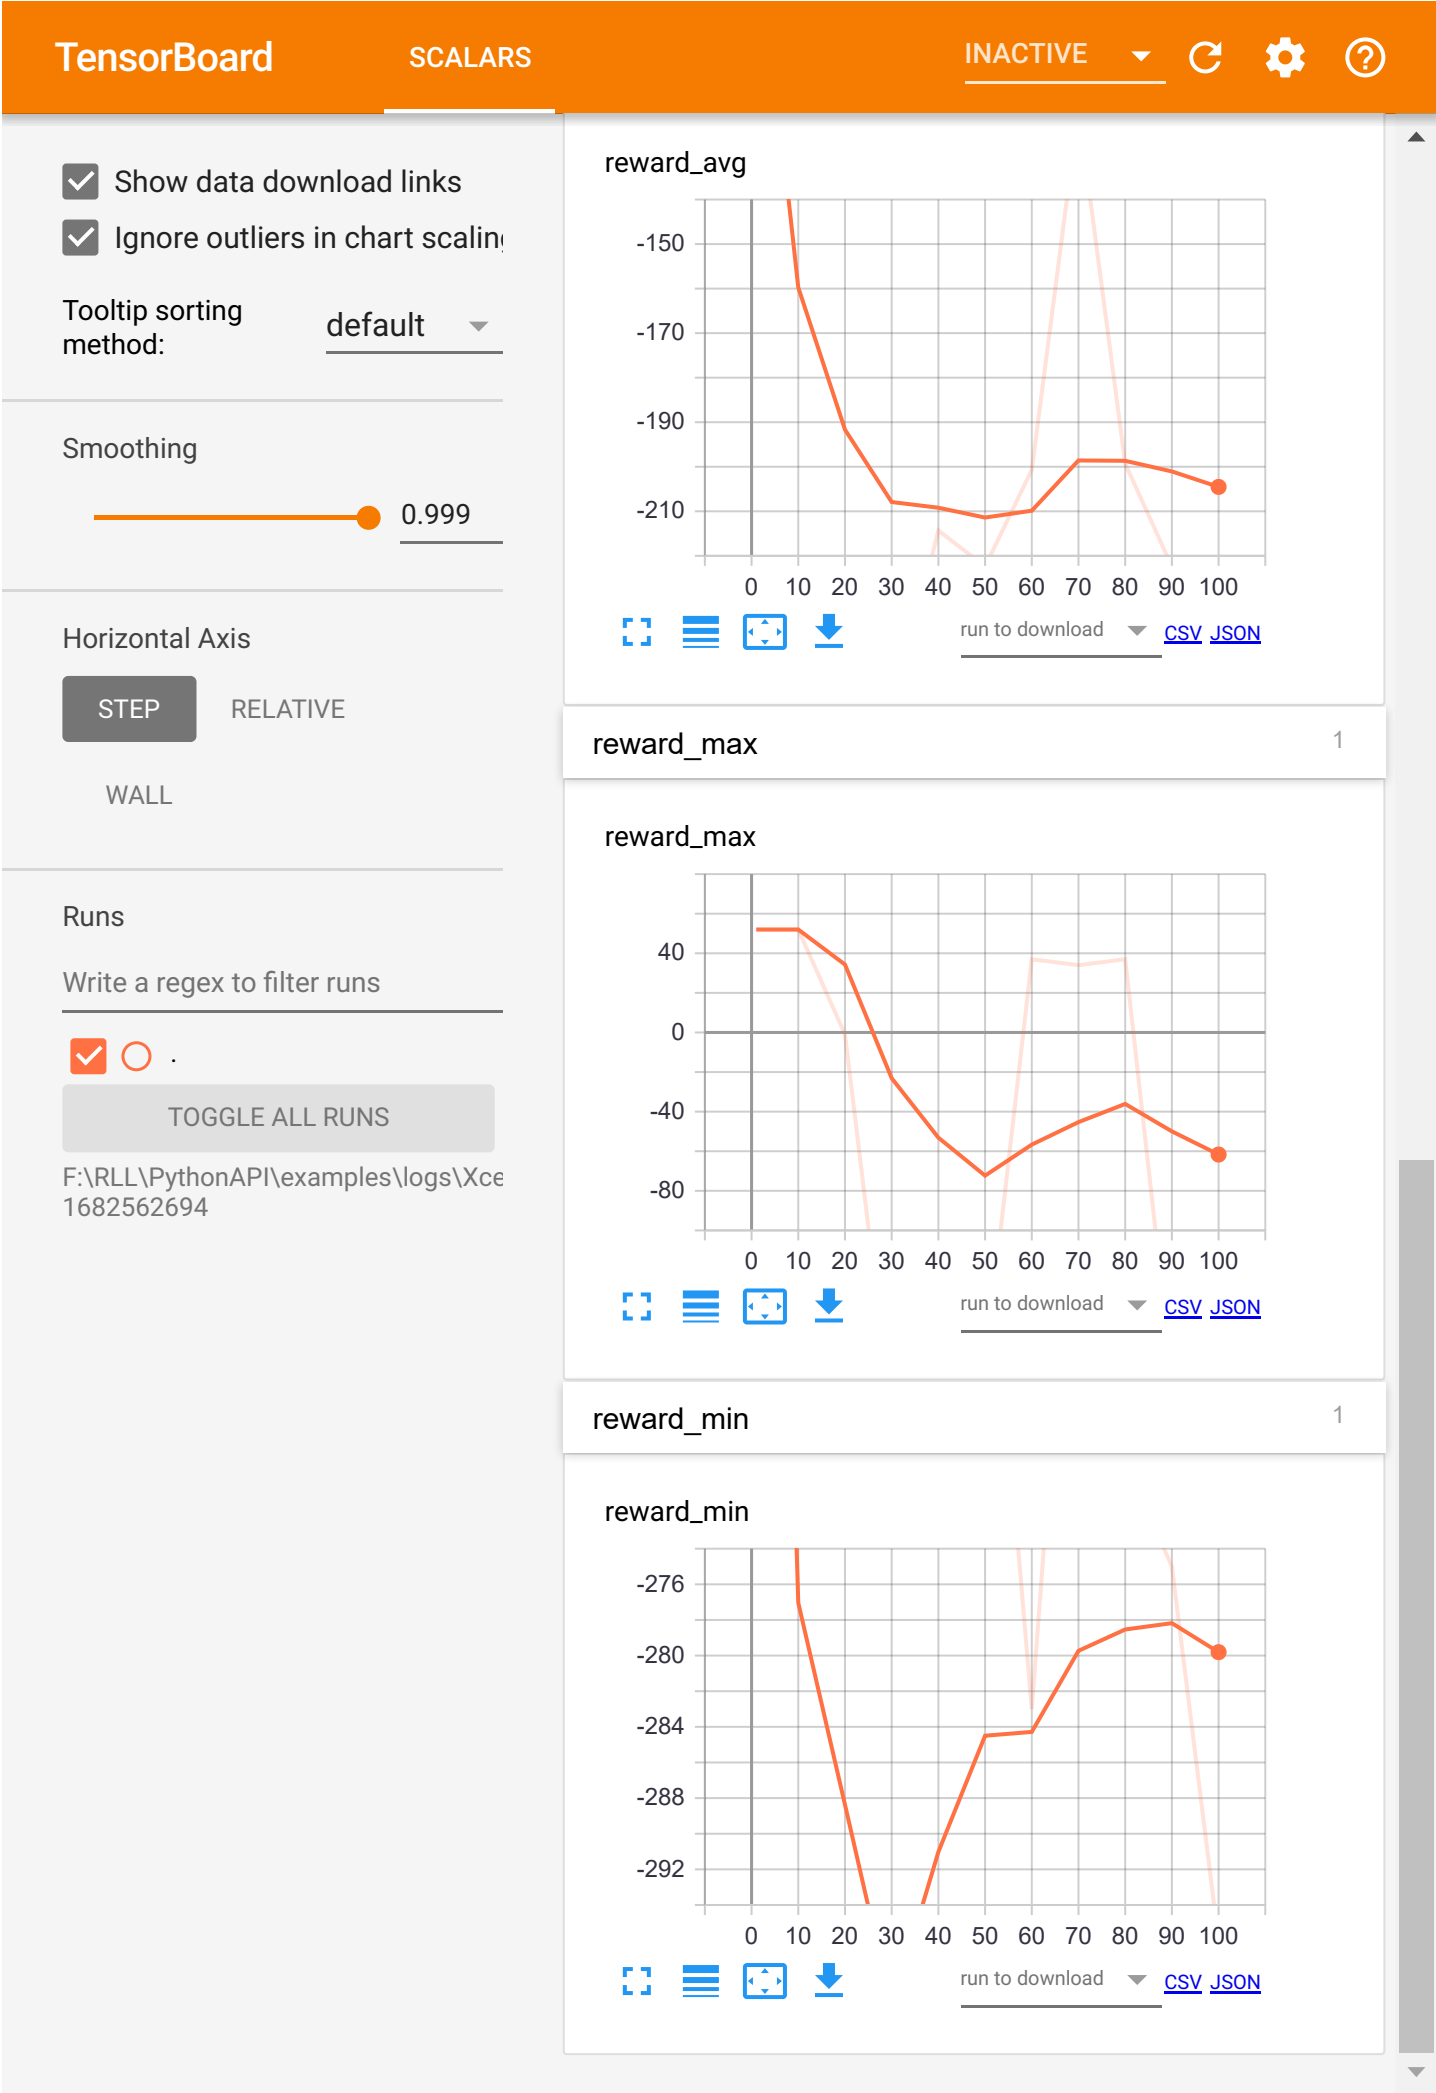 TensorBoard
SCALARS
INACTIVE
Show data download links
Ignore outliers in chart scaling
Tooltip sorting
method:
default
Smoothing
0.999
Horizontal Axis
STEP
RELATIVE
WALL
Runs
Write a regex to filter runs
.
TOGGLE ALL RUNS
F:\RLL\PythonAPI\examples\logs\Xce
1682562694
reward_avg
-150
-170
-190
-210
0 10 20 30 40 50 60 70 80 90 100
run to download
CSV JSON
reward_max
1
reward_max
40
0
-40
-80
0 10 20 30 40 50 60 70 80 90 100
run to download
CSV JSON
reward_min
1
reward_min
-276
-280
-284
-288
-292
0 10 20 30 40 50 60 70 80 90 100
run to download
CSV JSON